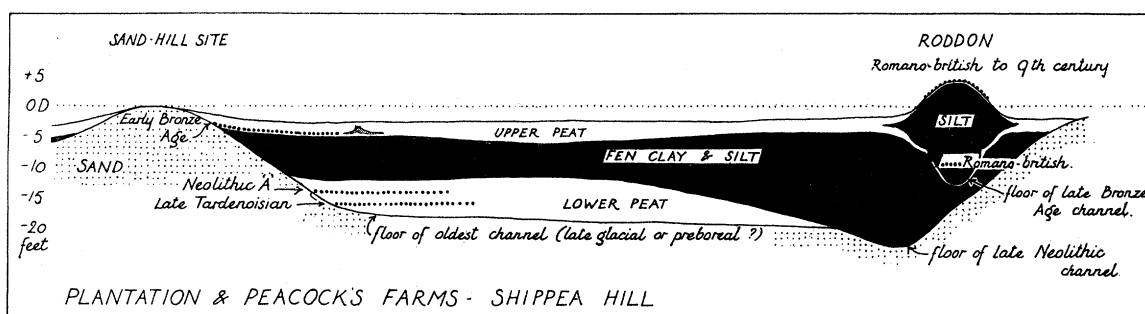 SAND-HILL SITE
RODDON
Romano-british to 9th century
+5
OD
-5
-10
-15
-20
feet
Early Bronze
Age
UPPER PEAT
SILT
FEN CLAY & SILT
Romano-british.
SAND
Neolithic 'A'
Late Tardenoisian
LOWER PEAT
floor of late Bronze
Age channel.
floor of oldest channel (late glacial or preboreal ?)
floor of late Neolithic
channel.
PLANTATION & PEACOCK'S FARMS - SHIPPEA HILL